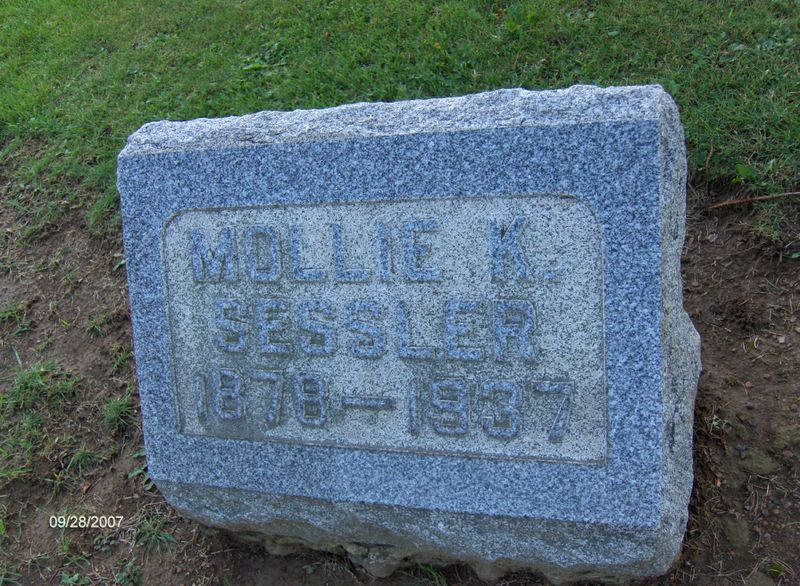 MOLLIE K.
SESSLER
1878-1937
09/28/2007